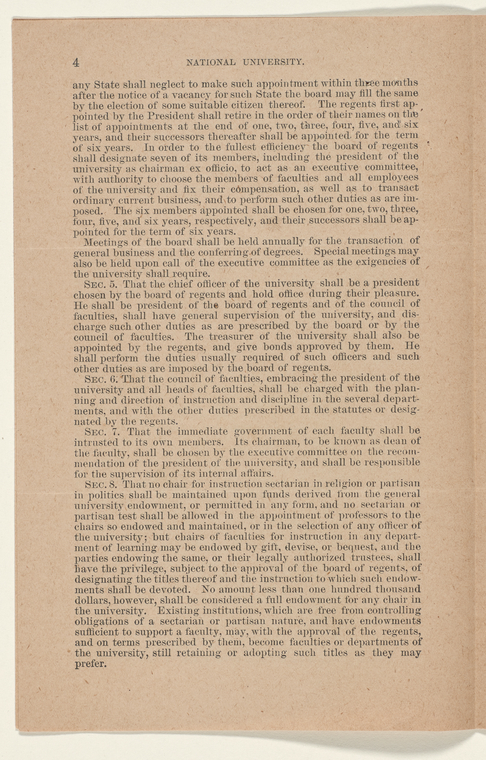 4
NATIONAL UNIVERSITY.
any State shall neglect to make such appointment within three months
after the notice of a vacancy for such State the board may fill the same
by the election of some suitable citizen thereof. The regents first ap-
pointed by the President shall retire in the order of their names on the
list of appointments at the end of one, two, three, four, five, and six
years, and their successors thereafter shall be appointed for the term
of six years. In order to the fullest efficiency the board of regents
shall designate seven of its members, including the president of the
university as chairman ex officio, to act as an executive committee,
with authority to choose the members of faculties and all employees
of the university and fix their compensation, as well as to transact
ordinary current business, and to perform such other duties as are im-
posed. The six members appointed shall be chosen for one, two, three,
four, five, and six years, respectively, and their successors shall be ap-
pointed for the term of six years.
Meetings of the board shall be held annually for the transaction of
general business and the conferring of degrees. Special meetings may
also be held upon call of the executive committee as the exigencies of
the university shall require.
SEC. 5. That the chief officer of the university shall be a president
chosen by the board of regents and hold office during their pleasure.
He shall be president of the board of regents and of the council of
faculties, shall have general supervision of the university, and dis-
charge such other duties as are prescribed by the board or by the
council of faculties. The treasurer of the university shall also be
appointed by the regents, and give bonds approved by them. He
shall perform the duties usually required of such officers and such
other duties as are imposed by the board of regents.
SEC. 6. That the council of faculties, embracing the president of the
university and all heads of faculties, shall be charged with the plan-
ning and direction of instruction and discipline in the several depart-
ments, and with the other duties prescribed in the statutes or desig-
nated by the regents.
SEC. 7. That the immediate government of each faculty shall be
intrusted to its own members. Its chairman, to be known as dean of
the faculty, shall be chosen by the executive committee on the recom-
mendation of the president of the university, and shall be responsible
for the supervision of its internal affairs.
SEC. 8. That no chair for instruction sectarian in religion or partisan
in politics shall be maintained upon funds derived from the general
university endowment, or permitted in any form, and no sectarian or
partisan test shall be allowed in the appointment of professors to the
chairs so endowed and maintained, or in the selection of any officer of
the university; but chairs of faculties for instruction in any depart-
ment of learning may be endowed by gift, devise, or bequest, and the
parties endowing the same, or their legally authorized trustees, shall
have the privilege, subject to the approval of the board of regents, of
designating the titles thereof and the instruction to which such endow-
ments shall be devoted. No amount less than one hundred thousand
dollars, however, shall be considered a full endowment for any chair in
the university. Existing institutions, which are free from controlling
obligations of a sectarian or partisan nature, and have endowments
sufficient to support a faculty, may, with the approval of the regents,
and on terms prescribed by them, become faculties or departments of
the university, still retaining or adopting such titles as they may
prefer.